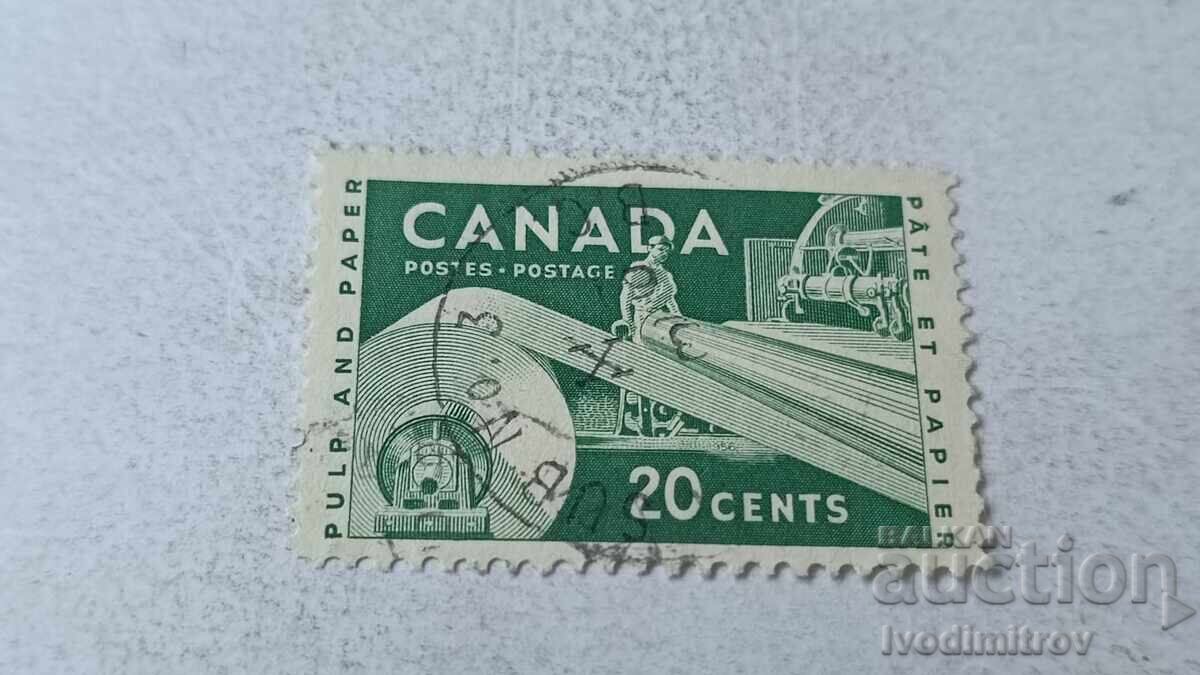 CANADA
POSTES · POSTAGE
PULP AND PAPER
PÂTE ET PAPIER
20 CENTS
BALKAN
auction
Ivodimitrov